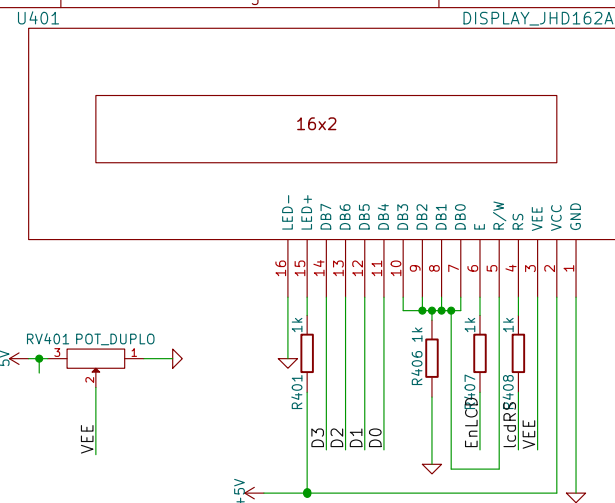 U401
DISPLAY_JHD162A
16x2
LED-
LED+
DB7
DB6
DB5
DB4
DB3
DB2
DB1
DB0
E
R/W
RS
VEE
VCC
GND
16
15
14
13
12
11
10
9
8
7
6
5
4
3
2
1
RV401 POT_DUPLO
5V
3
1
2
VEE
1k
R401
1k
R406
1k
R407
1k
R408
D3
D2
D1
D0
EnLCD
lcdRS
VEE
+5V